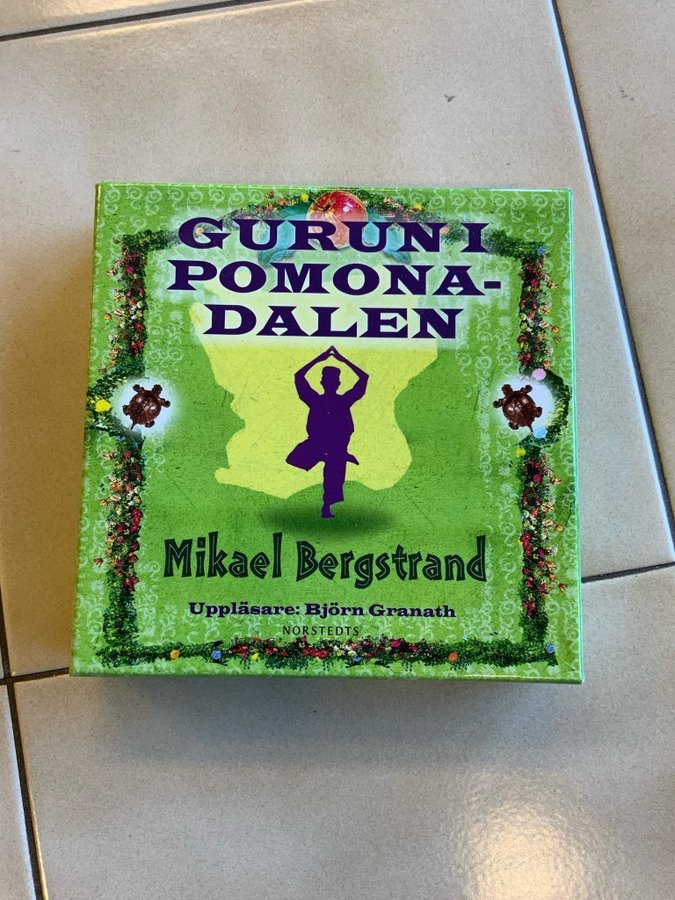 GURUN I
POMONA-
DALEN
Mikael Bergstrand
Uppläsare: Björn Granath
NORSTEDTS